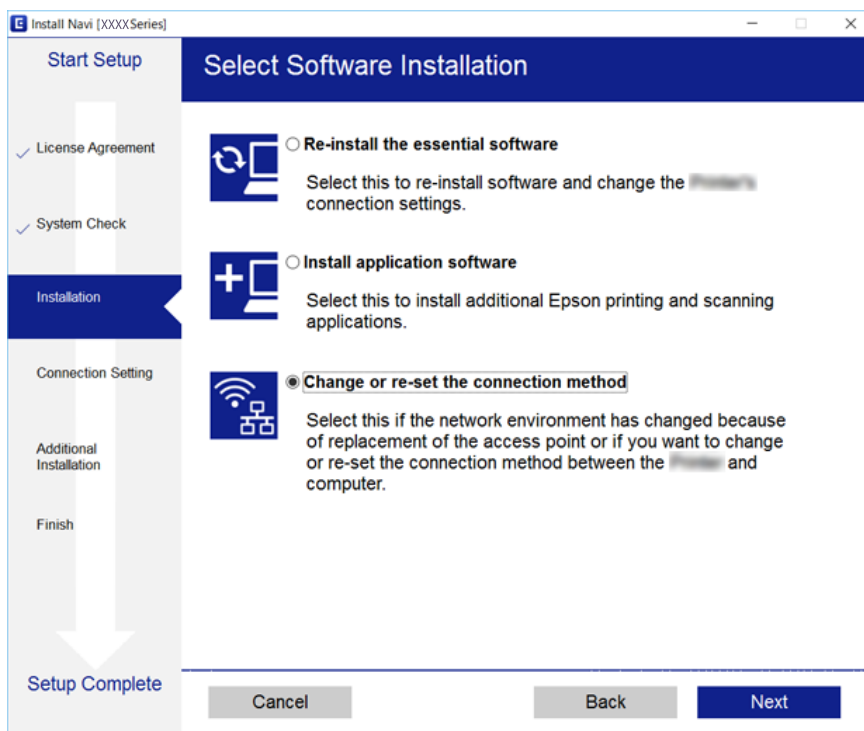 Install Navi [XXXX Series]
Start Setup
Select Software Installation
License Agreement
System Check
Installation
Connection Setting
Additional
Installation
Finish
Setup Complete
Re-install the essential software
Select this to re-install software and change the
connection settings.
Install application software
Select this to install additional Epson printing and scanning
applications.
Change or re-set the connection method
Select this if the network environment has changed because
of replacement of the access point or if you want to change
or re-set the connection method between the and
computer.
Cancel
Back
Next